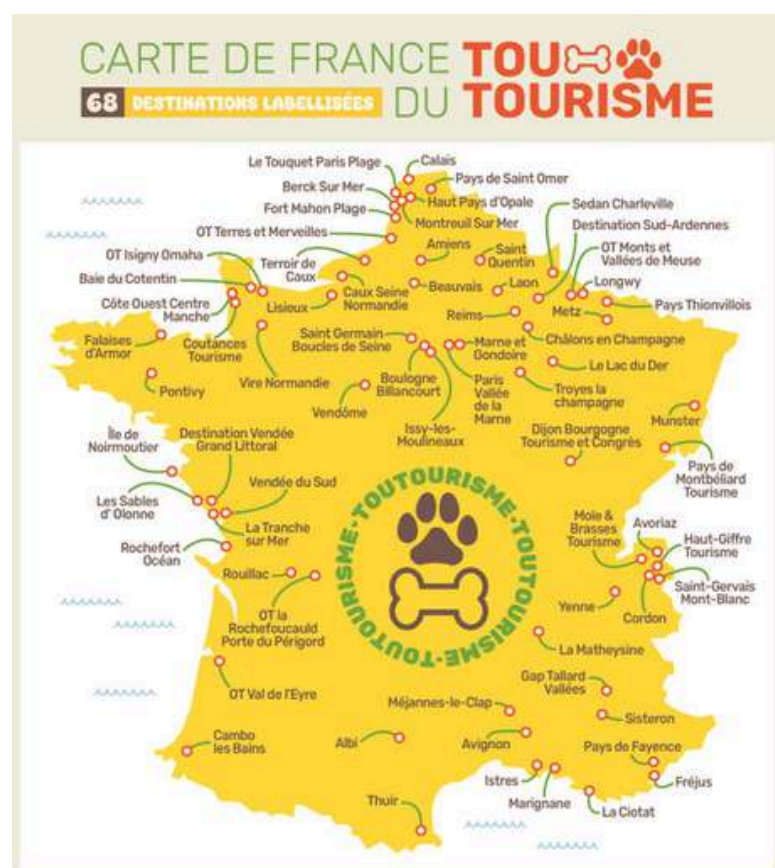 CARTE DE FRANCE
68 DESTINATIONS LABELLISÉES
DU
TOU
TOURISME
Le Touquet Paris Plage
Calais
Berck Sur Mer
Pays de Saint Omer
Fort Mahon Plage
Haut Pays d'Opale
Montreuil Sur Mer
Sedan Charleville
OT Terres et Merveilles
Destination Sud-Ardennes
OT Isigny Omaha
Terroir de
Caux
Amiens
Saint
Quentin
OT Monts et
Vallées de Meuse
Baie du Cotentin
Caux Seine
Normandie
Beauvais
Laon
Longwy
Côte Ouest Centre
Manche
Lisieux
Reims
Metz
Pays Thionvillois
Falaises
d'Armor
Coutances
Tourisme
Saint Germain
Boucles de Seine
Marne et
Gondoire
Châlons en Champagne
Pontivy
Vire Normandie
Boulogne
Billancourt
Paris
Vallée
de la
Marne
Le Lac du Der
Vendôme
Troyes la
champagne
Issy-les-
Moulineaux
Munster
Île de
Noirmoutier
Destination Vendée
Grand Littoral
Dijon Bourgogne
Tourisme et Congrès
Pays de
Montbéliard
Tourisme
Les Sables
d' Olonne
Vendée du Sud
La Tranche
sur Mer
Rochefort
Océan
TOUTOURISME·TOUTOURISME·TOUTOURISME·
Mole &
Brasses
Tourisme
Avoriaz
Haut-Giffre
Tourisme
Rouillac
Saint-Gervais
Mont-Blanc
OT la
Rochefoucauld
Porte du Périgord
Yenne
Cordon
La Matheysine
OT Val de l'Eyre
Gap Tallard
Vallées
Méjannes-le-Clap
Sisteron
Cambo
les Bains
Albi
Avignon
Pays de Fayence
Istres
Fréjus
Marignane
La Ciotat
Thuir